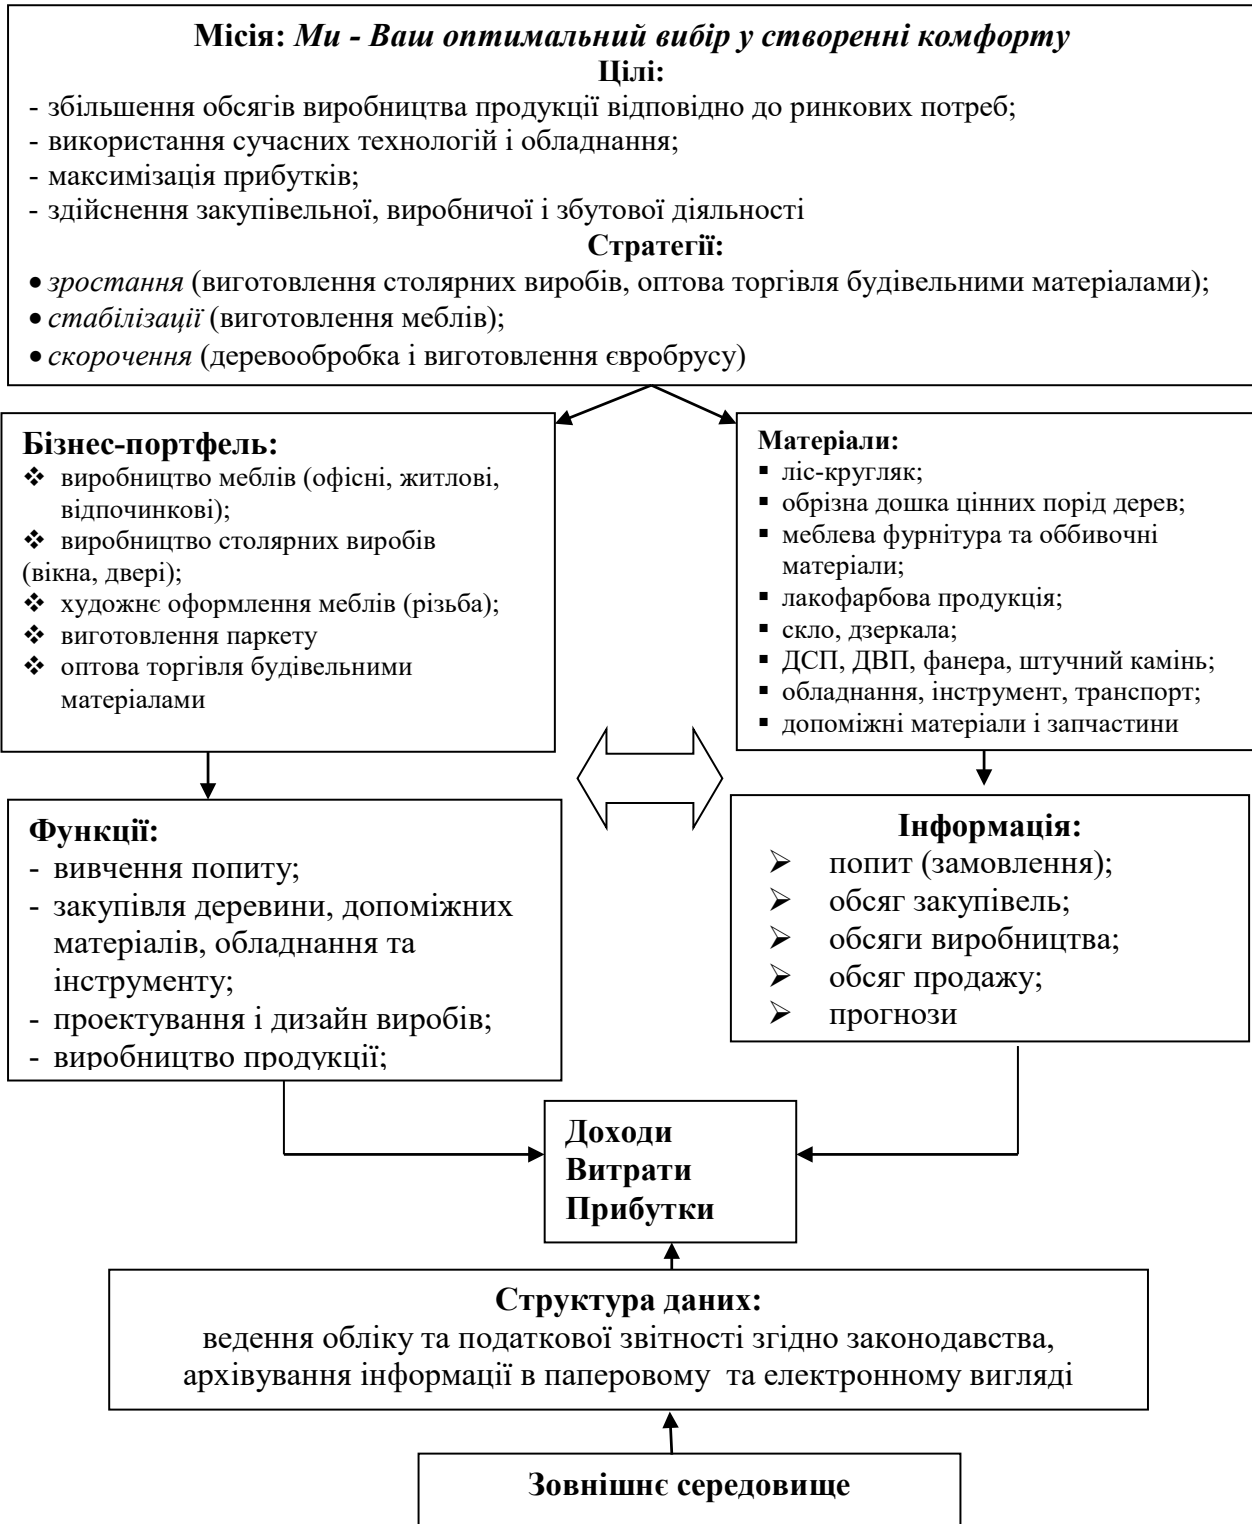 Місія: Ми - Ваш оптимальний вибір у створенні комфорту
Цілі:
- збільшення обсягів виробництва продукції відповідно до ринкових потреб;
- використання сучасних технологій і обладнання;
- максимізація прибутків;
- здійснення закупівельної, виробничої і збутової діяльності
Стратегії:
• зростання (виготовлення столярних виробів, оптова торгівля будівельними матеріалами);
• стабілізації (виготовлення меблів);
• скорочення (деревообробка і виготовлення євробрусу)
Бізнес-портфель:
❖ виробництво меблів (офісні, житлові,
відпочинкові);
❖ виробництво столярних виробів
(вікна, двері);
❖ художнє оформлення меблів (різьба);
❖ виготовлення паркету
❖ оптова торгівля будівельними
матеріалами
Матеріали:
▪ ліс-кругляк;
▪ обрізна дошка цінних порід дерев;
▪ меблева фурнітура та оббивочні
матеріали;
▪ лакофарбова продукція;
▪ скло, дзеркала;
▪ ДСП, ДВП, фанера, штучний камінь;
▪ обладнання, інструмент, транспорт;
▪ допоміжні матеріали і запчастини
Функції:
- вивчення попиту;
- закупівля деревини, допоміжних
матеріалів, обладнання та
інструменту;
- проектування і дизайн виробів;
- виробництво продукції;
Інформація:
➢ попит (замовлення);
➢ обсяг закупівель;
➢ обсяги виробництва;
➢ обсяг продажу;
➢ прогнози
Доходи
Витрати
Прибутки
Структура даних:
ведення обліку та податкової звітності згідно законодавства,
архівування інформації в паперовому та електронному вигляді
Зовнішнє середовище